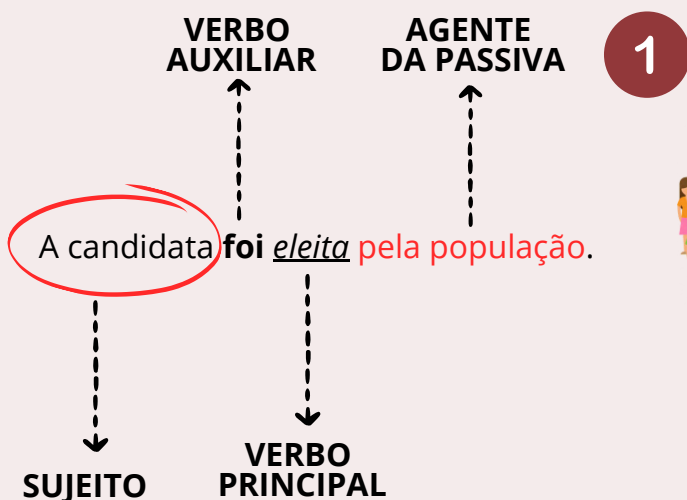 VERBO
AUXILIAR
AGENTE
DA PASSIVA
1
A candidata foi eleita pela população.
SUJEITO
VERBO
PRINCIPAL